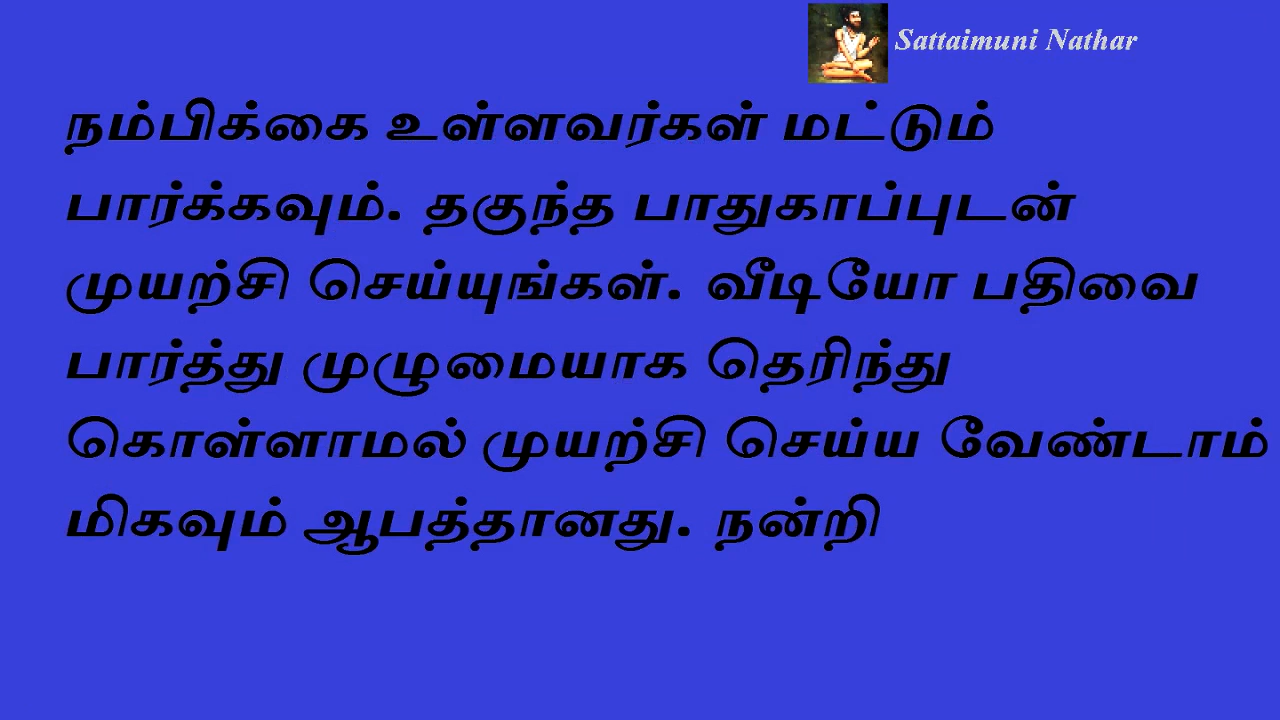 Sattaimuni Nathar
நம்பிக்கை உள்ளவர்கள் மட்டும்
பார்க்கவும். தகுந்த பாதுகாப்புடன்
முயற்சி செய்யுங்கள். வீடியோ பதிவை
பார்த்து முழுமையாக தெரிந்து
கொள்ளாமல் முயற்சி செய்ய வேண்டாம்
மிகவும் ஆபத்தானது. நன்றி